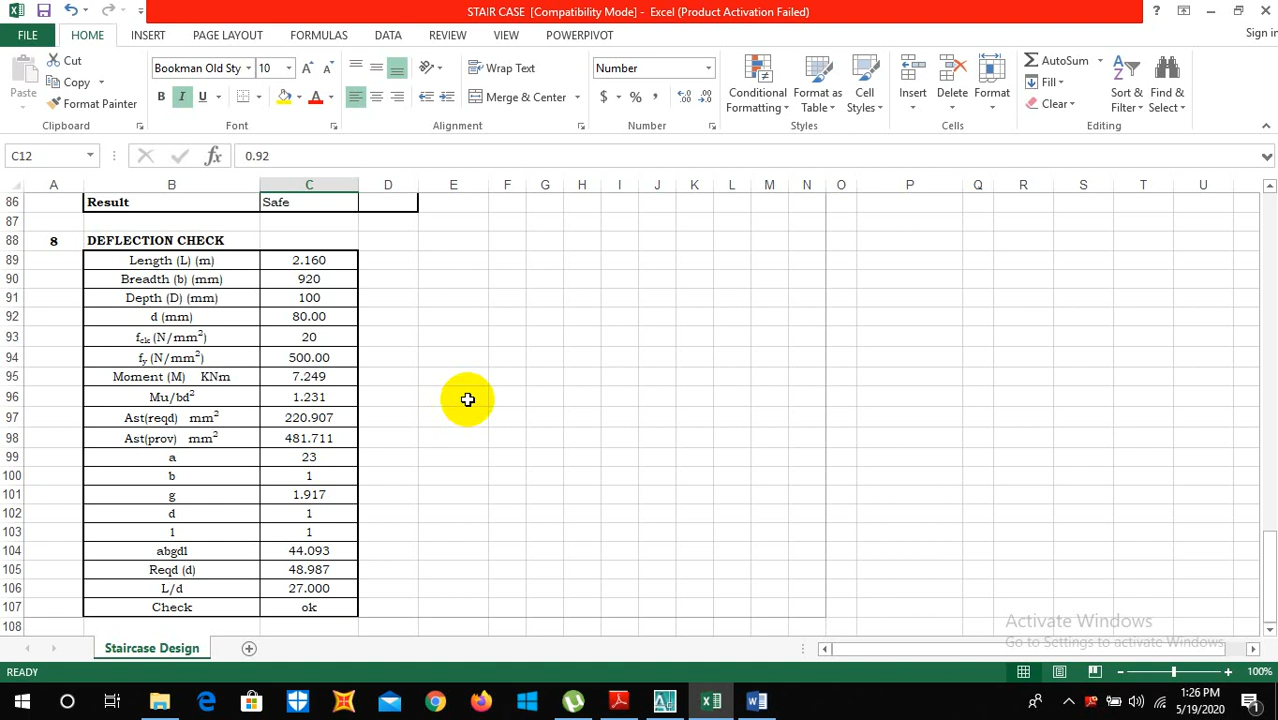 STAIR CASE [Compatibility Mode] - Excel (Product Activation Failed)
?
FILE HOME INSERT PAGE LAYOUT FORMULAS DATA REVIEW VIEW POWERPIVOT Sign in
Paste Cut Copy Format Painter
Bookman Old Sty 10 A A
B I U A
Wrap Text
Merge & Center
Number
$ % ,
Conditional Formatting
Format as Table
Cell Styles
Insert Delete Format
AutoSum Fill Clear
Sort & Filter
Find & Select
Clipboard Font Alignment Number Styles Cells Editing
C12 fx 0.92
A B C D E F G H I J K L M N O P Q R S T U
86 Result Safe
87
88 8 DEFLECTION CHECK
89 Length (L) (m) 2.160
90 Breadth (b) (mm) 920
91 Depth (D) (mm) 100
92 d (mm) 80.00
93 fck (N/mm2) 20
94 fy (N/mm2) 500.00
95 Moment (M) KNm 7.249
96 Mu/bd2 1.231
97 Ast(reqd) mm2 220.907
98 Ast(prov) mm2 481.711
99 a 23
100 b 1
101 g 1.917
102 d 1
103 l 1
104 abgdl 44.093
105 Reqd (d) 48.987
106 L/d 27.000
107 Check ok
108
Activate Windows
Go to Settings to activate Windows.
Staircase Design
READY 100%
1:26 PM
5/19/2020